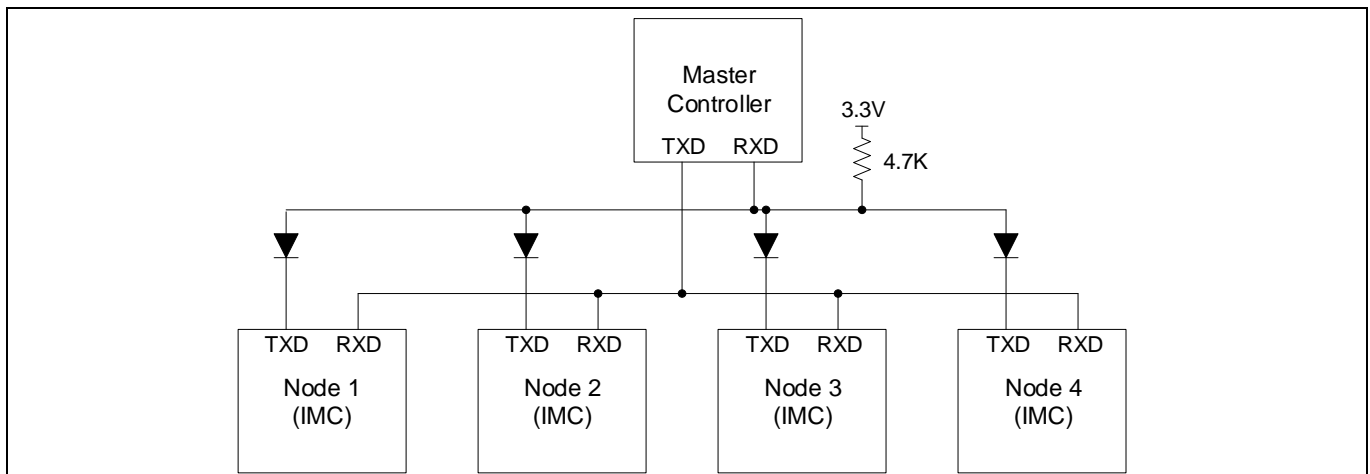 Master
Controller
TXD RXD
3.3V
4.7K
TXD RXD
Node 1
(IMC)
TXD RXD
Node 2
(IMC)
TXD RXD
Node 3
(IMC)
TXD RXD
Node 4
(IMC)